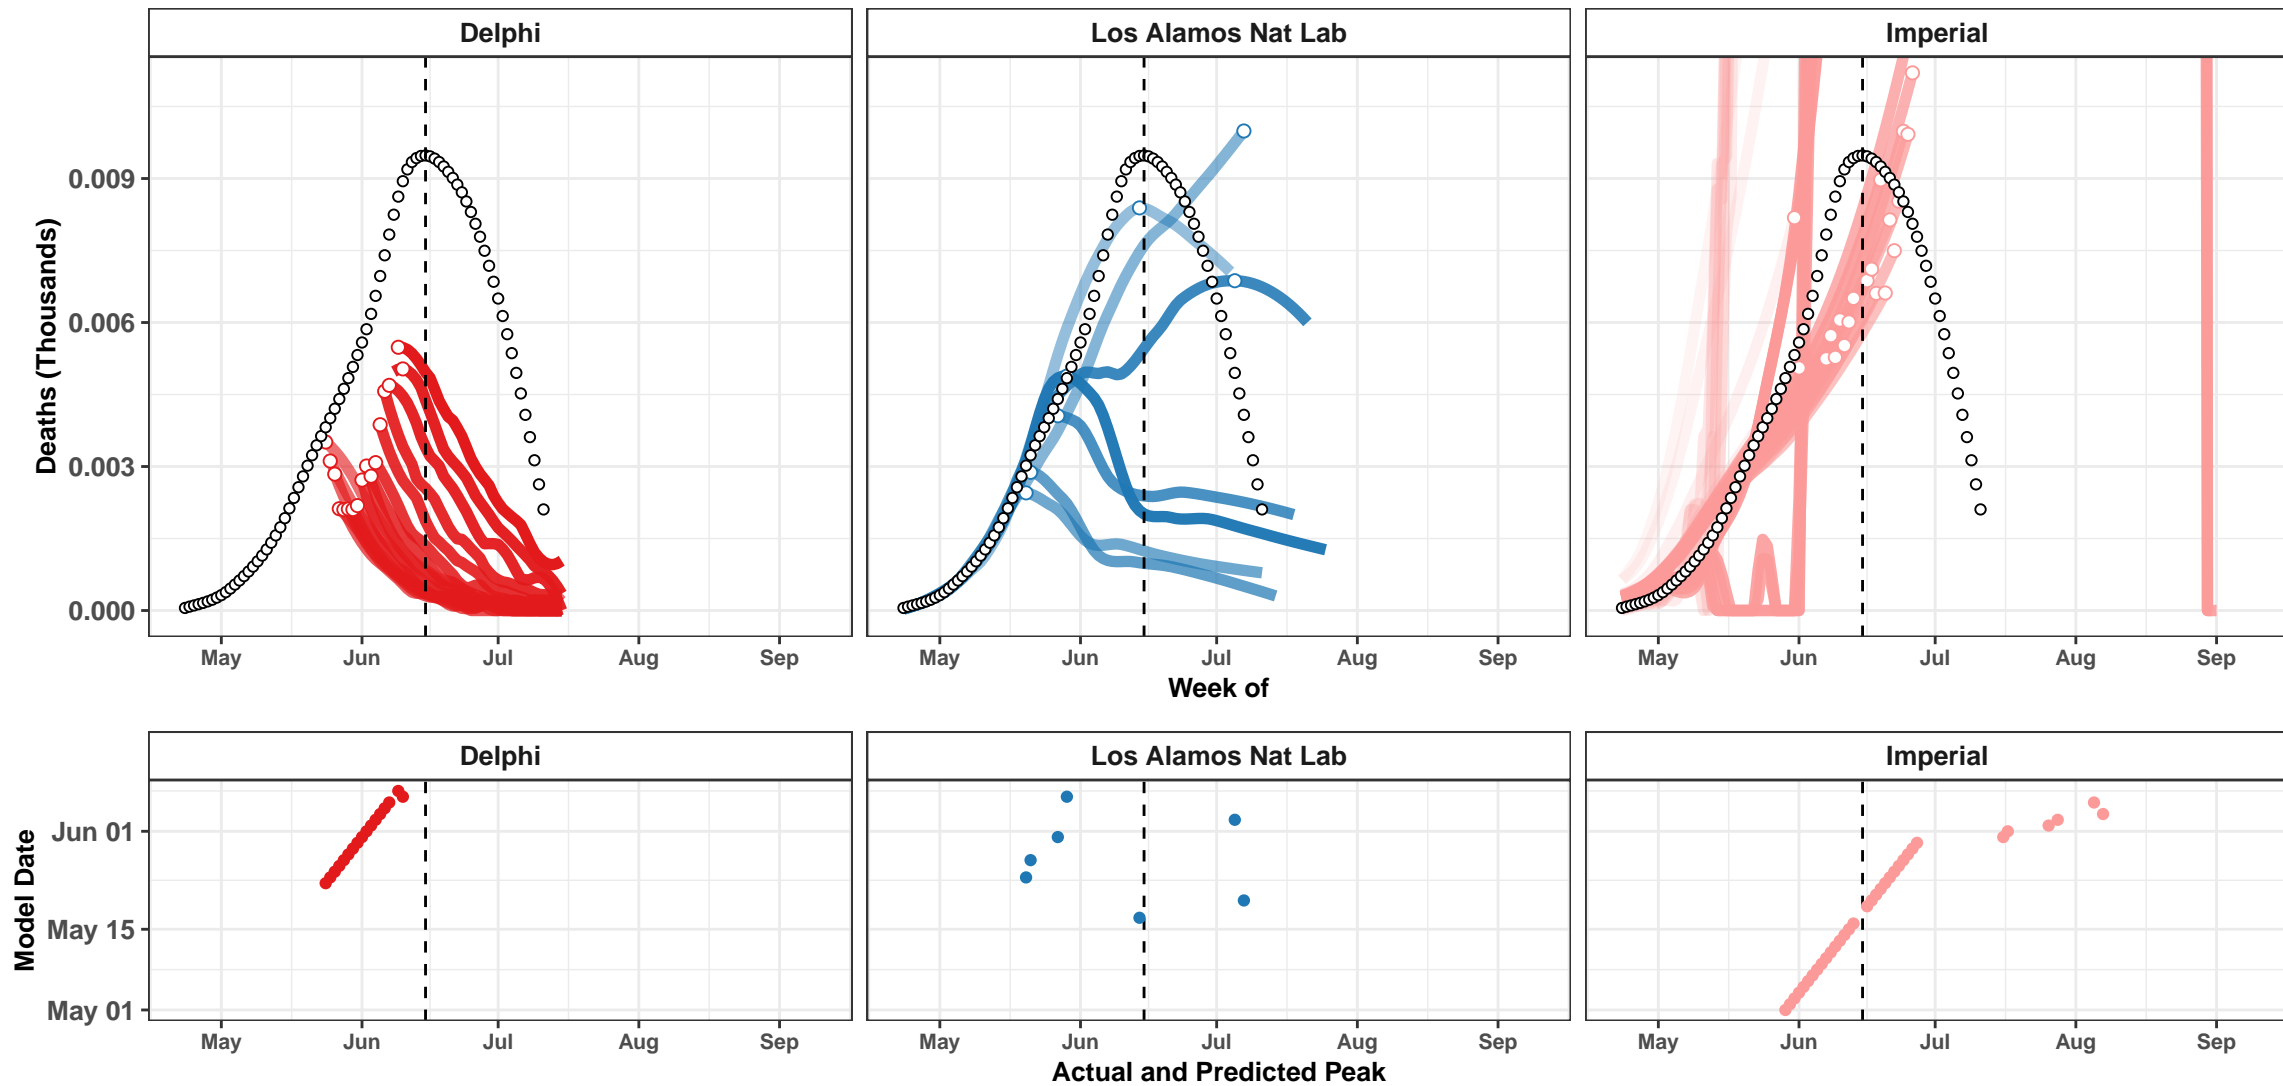 Delphi Los Alamos Nat Lab Imperial
Deaths (Thousands)
0.009
0.006
0.003
0.000
May Jun Jul Aug Sep May Jun Jul Aug Sep May Jun Jul Aug Sep
Week of
Delphi Los Alamos Nat Lab Imperial
Model Date
Jun 01
May 15
May 01
May Jun Jul Aug Sep May Jun Jul Aug Sep May Jun Jul Aug Sep
Actual and Predicted Peak